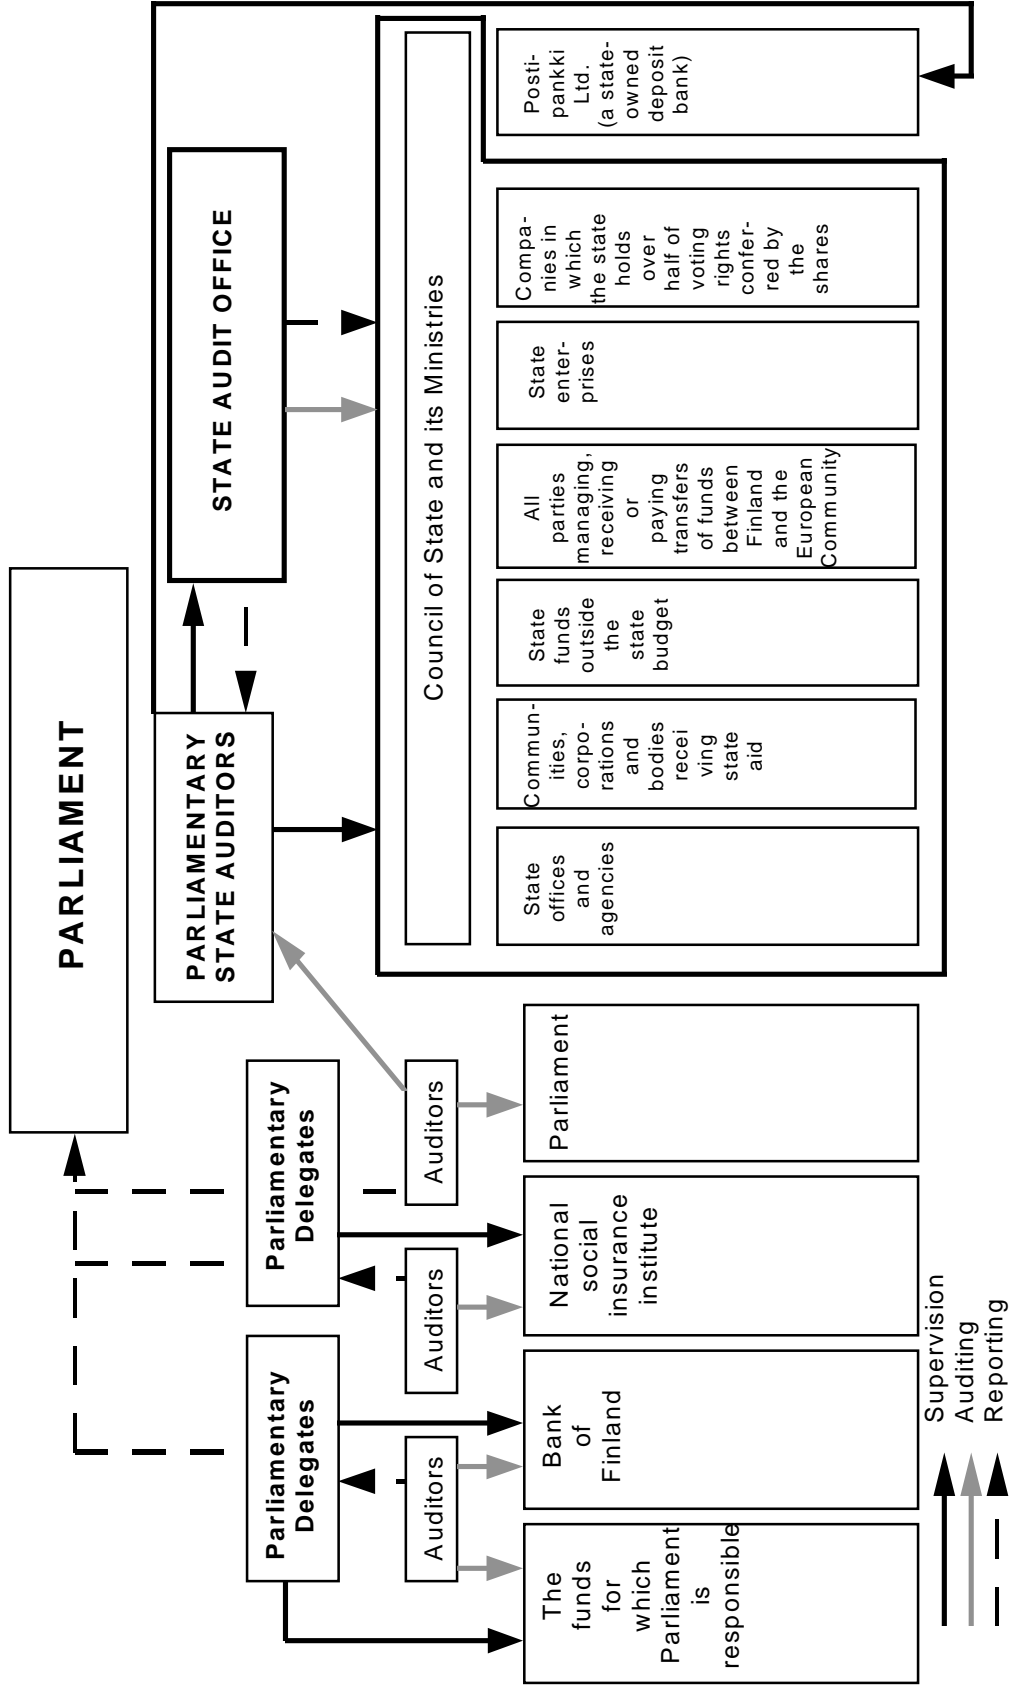 PARLIAMENT
PARLIAMENTARY
STATE AUDITORS
STATE AUDIT OFFICE
Parliamentary
Delegates
Parliamentary
Delegates
Auditors
Auditors
Auditors
Council of State and its Ministries
The
funds
for
which
Parliament
is
responsible
Bank
of
Finland
National
social
insurance
institute
Parliament
State
offices
and
agencies
Commun-
ities,
corpo-
rations
and
bodies
recei
ving
state
aid
State
funds
outside
the
state
budget
All
parties
managing,
receiving
or
paying
transfers
of funds
between
Finland
and the
European
Community
State
enter-
prises
Compa-
nies in
which
the state
holds
over
half of
voting
rights
confer-
red by
the
shares
Posti-
pankki
Ltd.
(a state-
owned
deposit
bank)
Supervision
Auditing
Reporting